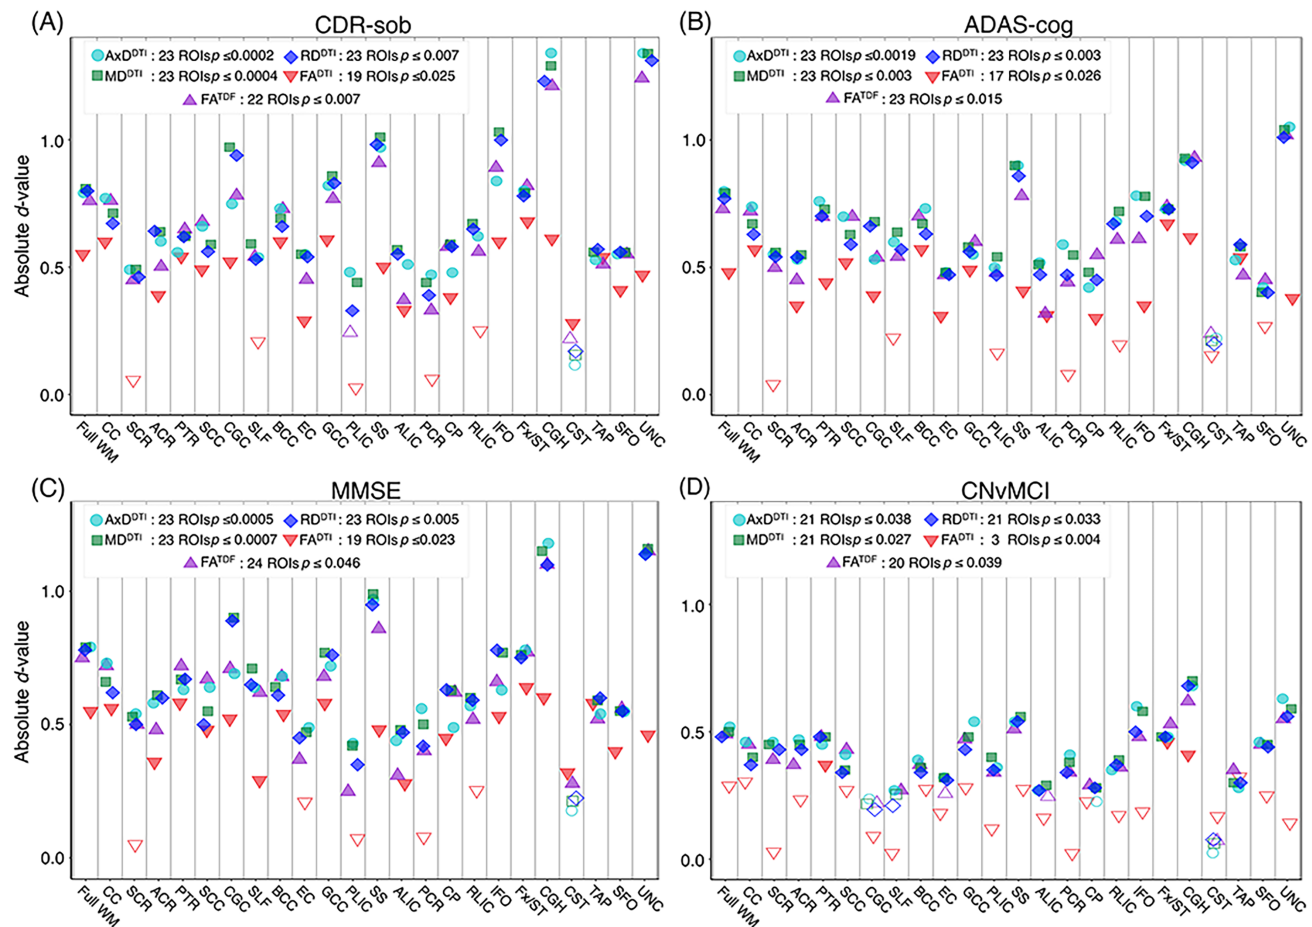 (A) CDR-sob
AxD^DTI : 23 ROIs p ≤0.0002 RD^DTI : 23 ROIs p ≤ 0.007
MD^DTI : 23 ROIs p ≤ 0.0004 FA^DTI : 19 ROIs p ≤0.025
FA^TDF : 22 ROIs p ≤ 0.007
Absolute d-value
1.0
0.5
0.0
Full WM CC SCR ACR PTR SCC CGC SLF BCC EC GCC PLIC SS ALIC PCR CP RLIC IFO Fx/ST CGH CST TAP SFO UNC
(B) ADAS-cog
AxD^DTI : 23 ROIs p ≤0.0019 RD^DTI : 23 ROIs p ≤ 0.003
MD^DTI : 23 ROIs p ≤ 0.003 FA^DTI : 17 ROIs p ≤ 0.026
FA^TDF : 23 ROIs p ≤ 0.015
1.0
0.5
0.0
Full WM CC SCR ACR PTR SCC CGC SLF BCC EC GCC PLIC SS ALIC PCR CP RLIC IFO Fx/ST CGH CST TAP SFO UNC
(C) MMSE
AxD^DTI : 23 ROIs p ≤0.0005 RD^DTI : 23 ROIs p ≤ 0.005
MD^DTI : 23 ROIs p ≤ 0.0007 FA^DTI : 19 ROIs p ≤0.023
FA^TDF : 24 ROIs p ≤ 0.046
Absolute d-value
1.0
0.5
0.0
Full WM CC SCR ACR PTR SCC CGC SLF BCC EC GCC PLIC SS ALIC PCR CP RLIC IFO Fx/ST CGH CST TAP SFO UNC
(D) CNvMCI
AxD^DTI : 21 ROIs p ≤ 0.038 RD^DTI : 21 ROIs p ≤ 0.033
MD^DTI : 21 ROIs p ≤ 0.027 FA^DTI : 3 ROIs p ≤ 0.004
FA^TDF : 20 ROIs p ≤ 0.039
1.0
0.5
0.0
Full WM CC SCR ACR PTR SCC CGC SLF BCC EC GCC PLIC SS ALIC PCR CP RLIC IFO Fx/ST CGH CST TAP SFO UNC